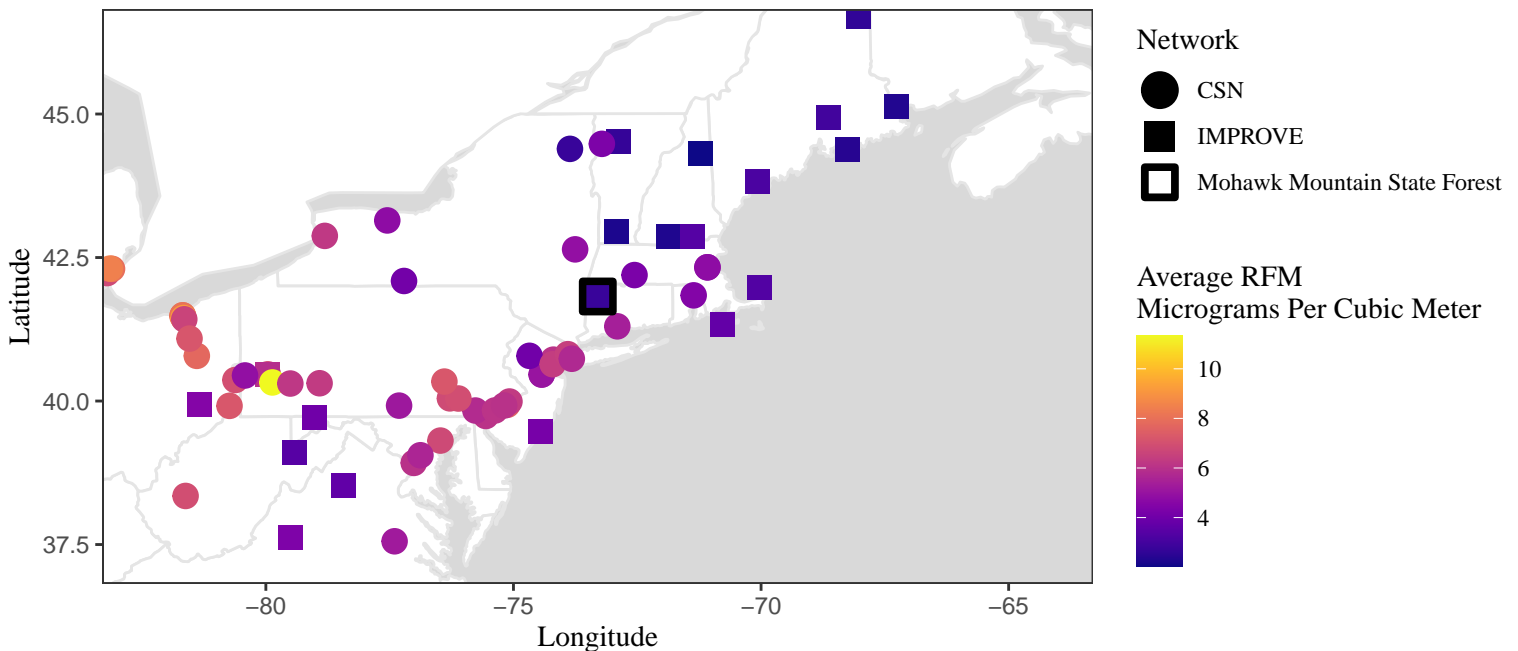 45.0
42.5
40.0
37.5
Latitude
−80
−75
−70
−65
Longitude
Network
CSN
IMPROVE
Mohawk Mountain State Forest
Average RFM
Micrograms Per Cubic Meter
10
8
6
4